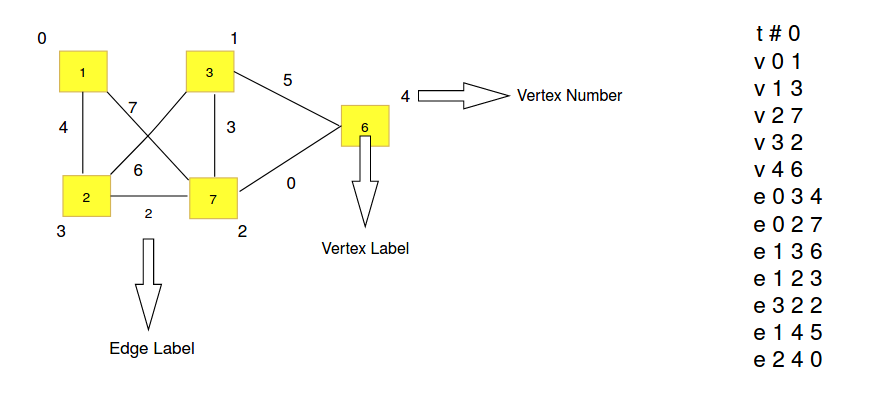 0
1
1
3
5
4
Vertex Number
7
4
3
6
6
2
7
2
0
3
2
Vertex Label
Edge Label
t # 0
v 0 1
v 1 3
v 2 7
v 3 2
v 4 6
e 0 3 4
e 0 2 7
e 1 3 6
e 1 2 3
e 3 2 2
e 1 4 5
e 2 4 0